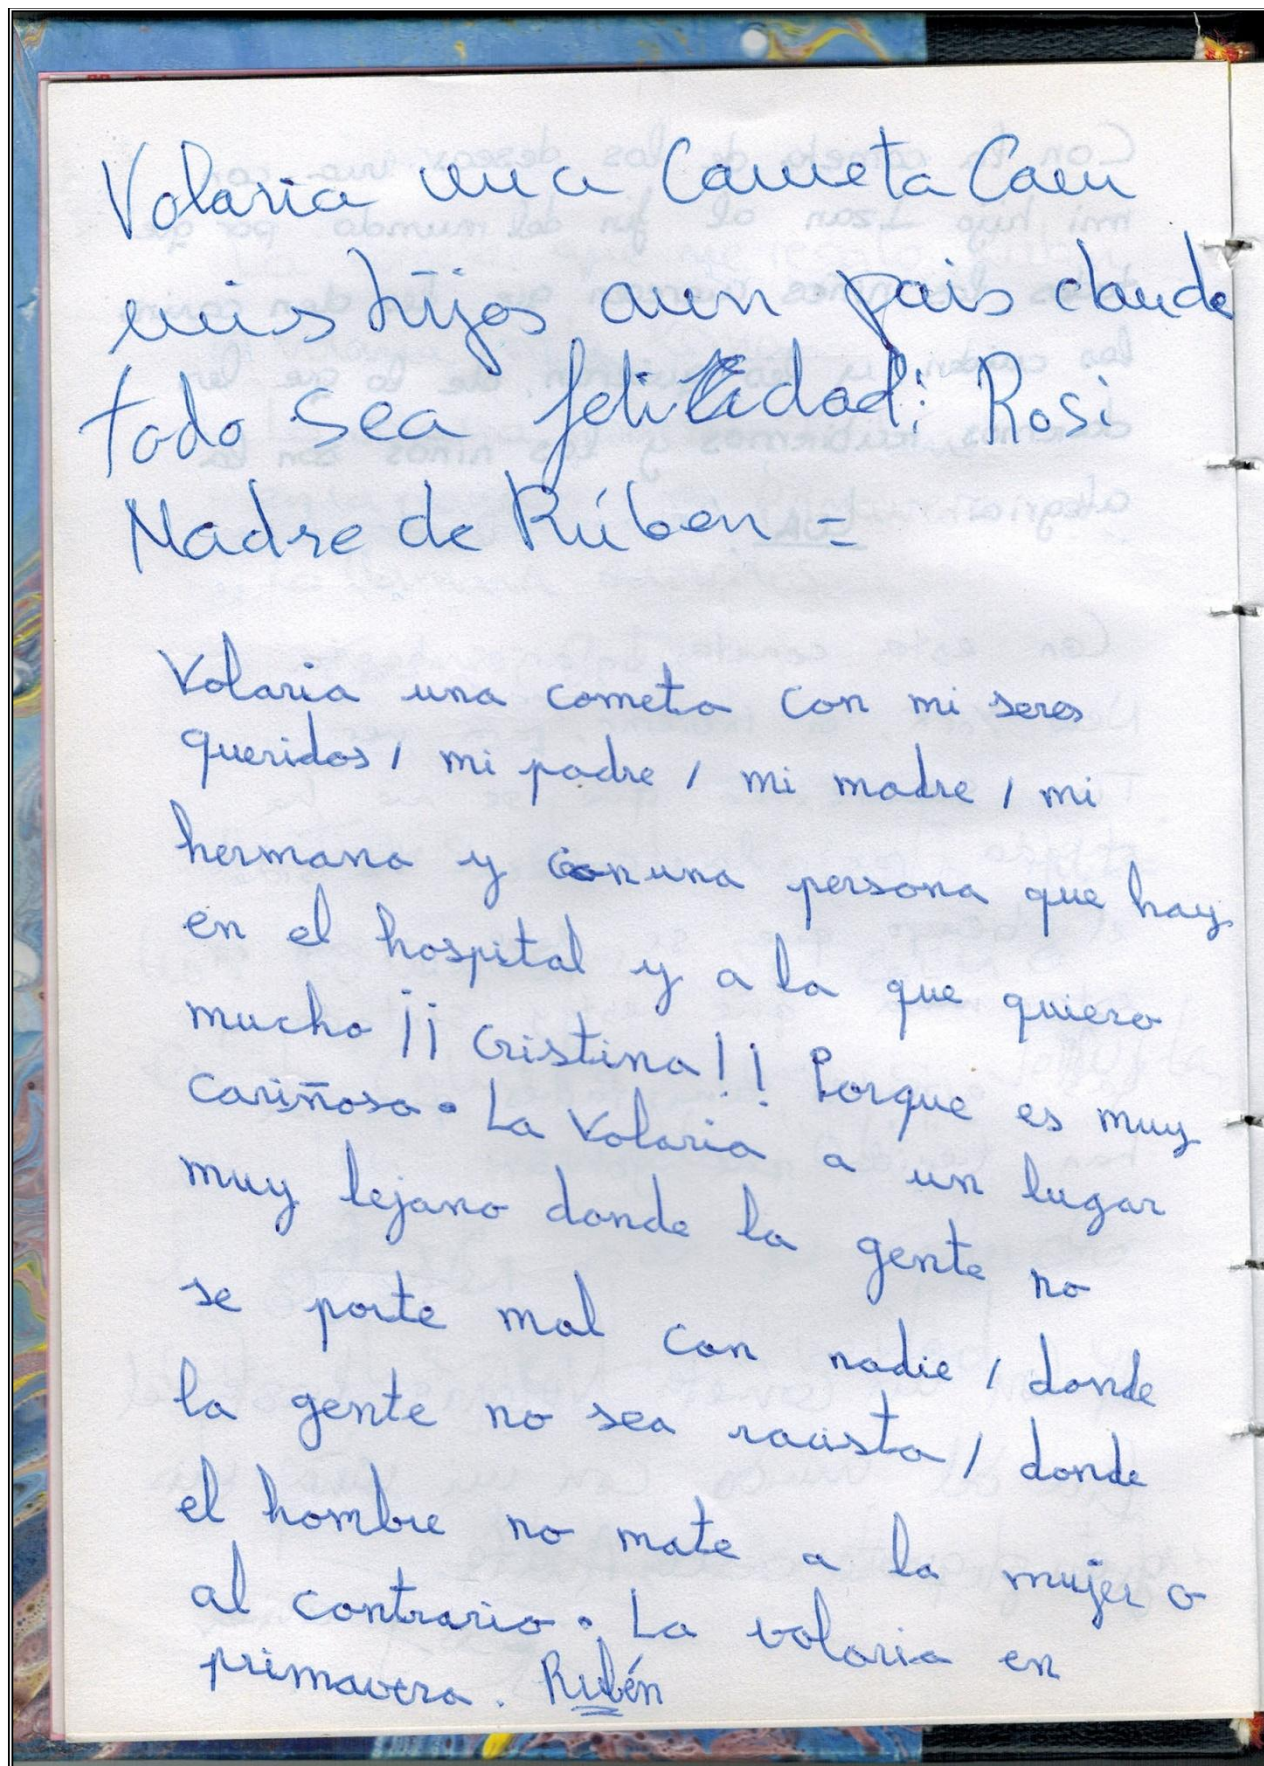 Volaria una Cometa Con
mis hijos aun pais donde
todo sea felicidad: Rosi
Madre de Rúben =
Volaria una cometa con mi seres
queridos, mi padre, mi madre, mi
hermana y con una persona que hay
en el hospital y a la que quiero
mucho ¡¡Cristina!! Porque es muy
cariñosa. La volaria a un lugar
muy lejano donde la gente no
se porte mal con nadie, donde
la gente no sea racista, donde
el hombre no mate a la mujer o
al contrario. La volaria en
primavera. Rubén